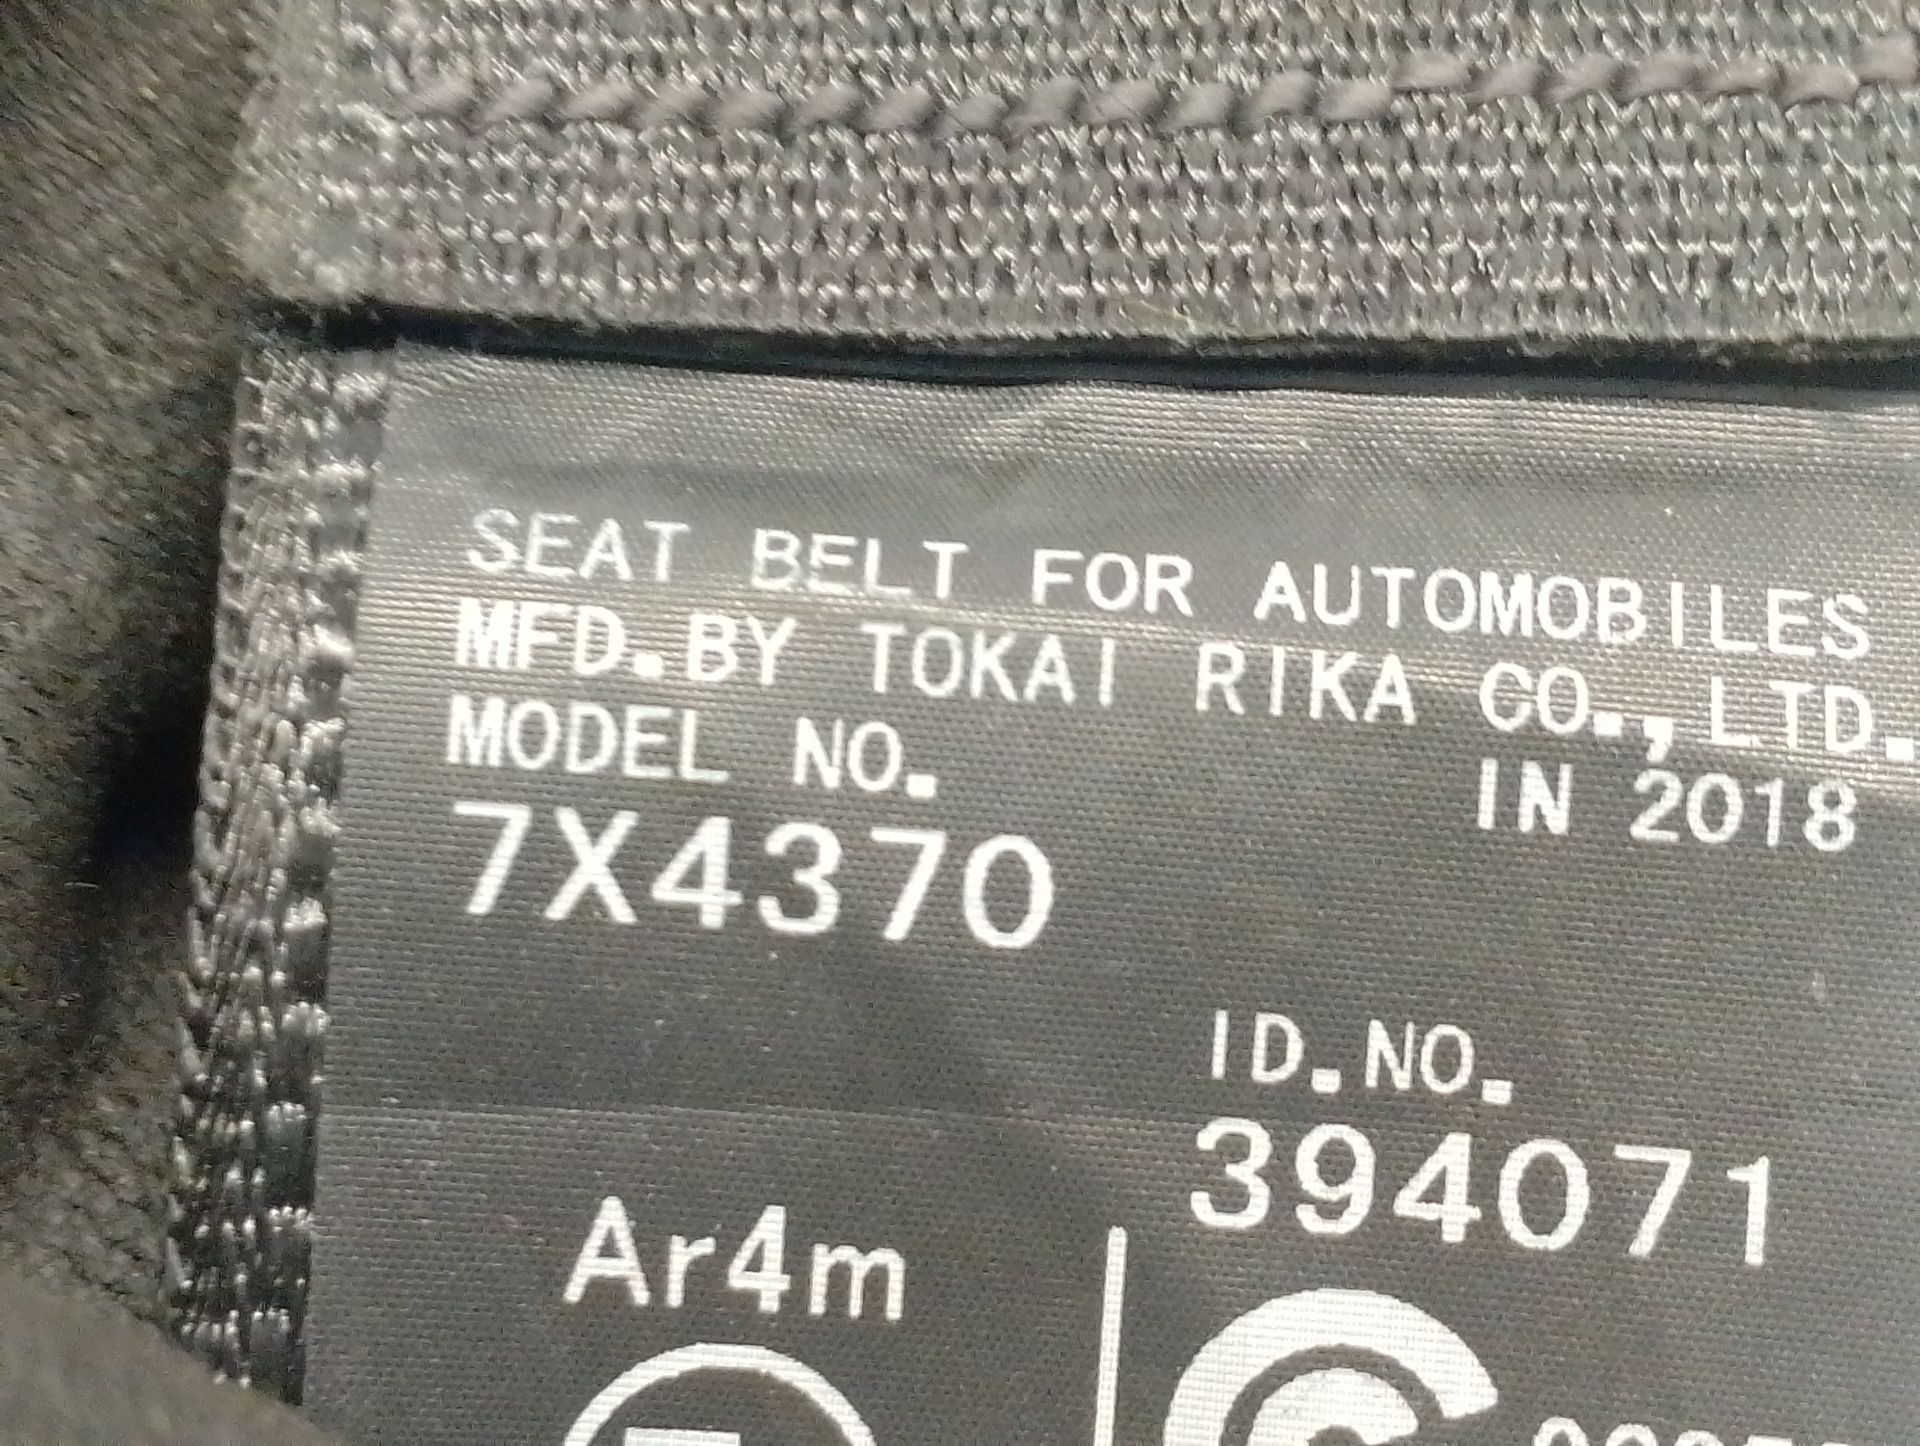 SEAT BELT FOR AUTOMOBILES
MFD.BY TOKAI RIKA CO.,LTD.
MODEL NO. IN 2018
7X4370
ID.NO.
394071
Ar4m